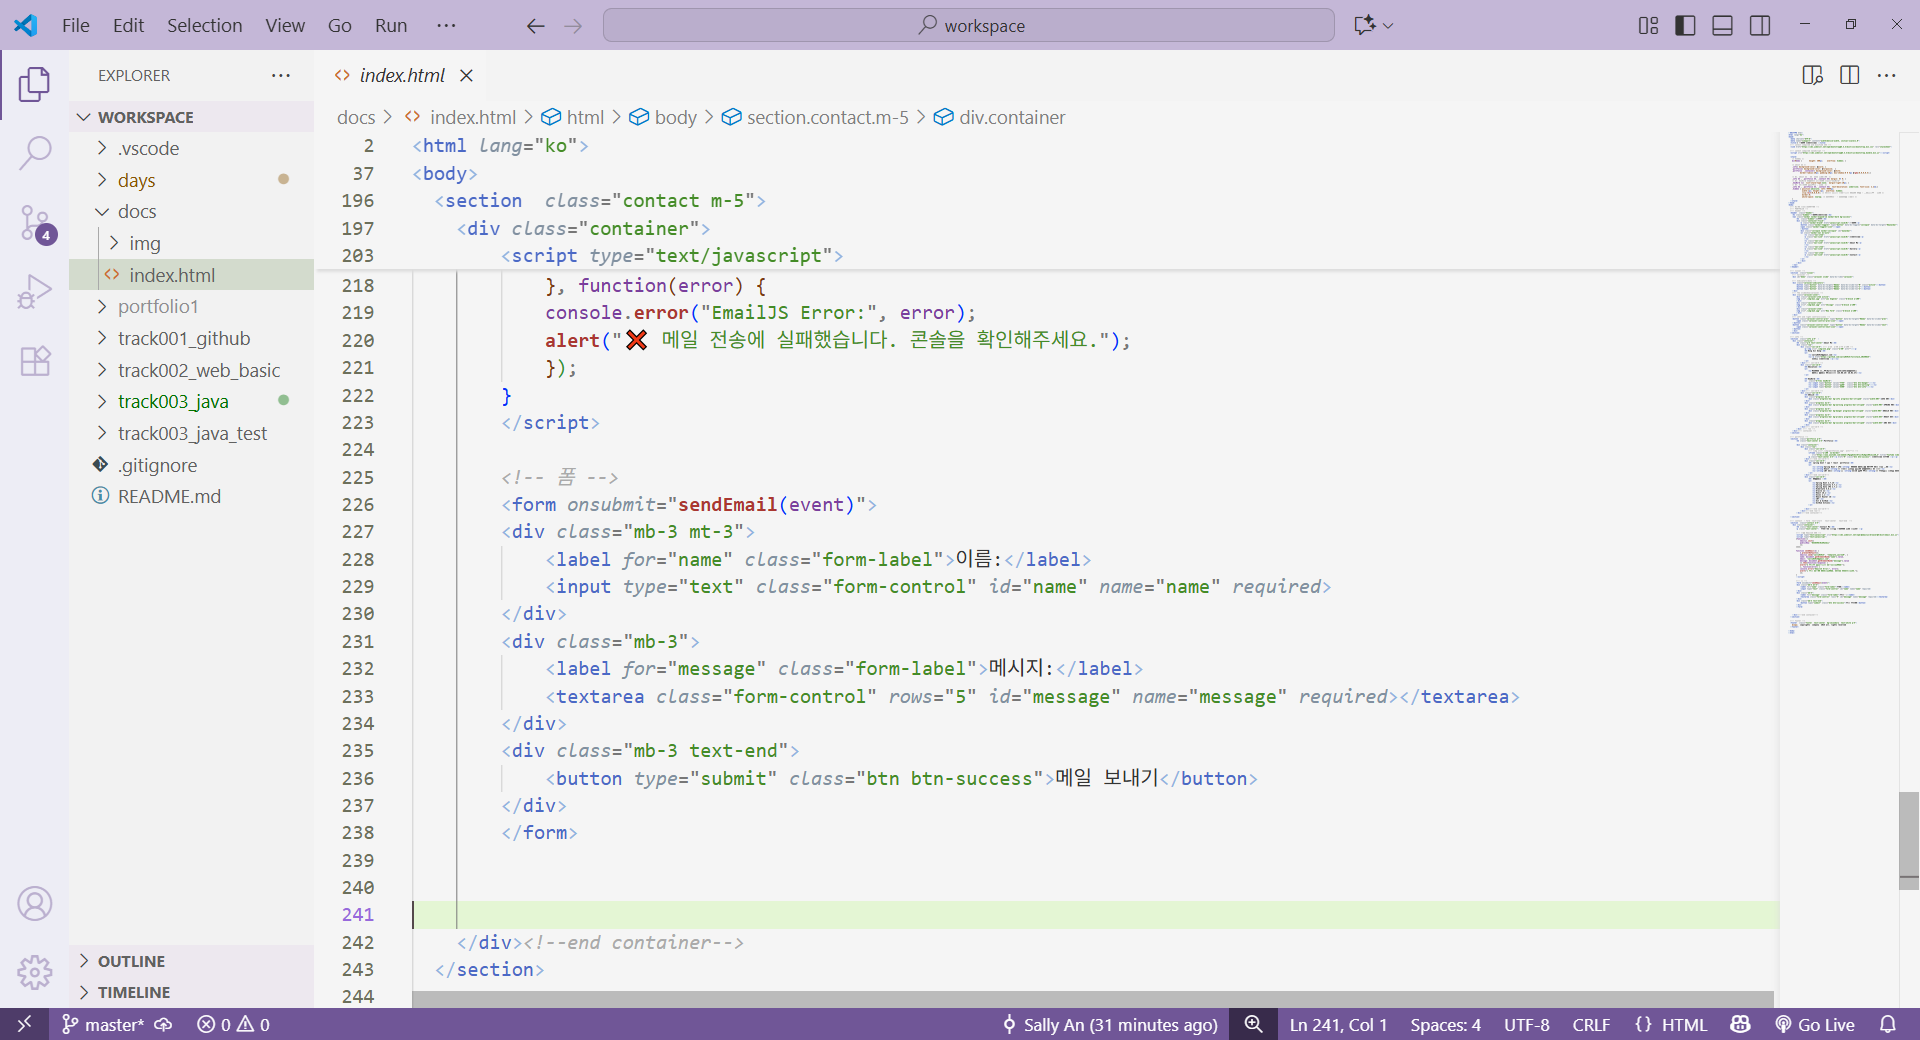 File Edit Selection View Go Run ··· workspace
EXPLORER ···
WORKSPACE
.vscode
days
docs
img
index.html
portfolio1
track001_github
track002_web_basic
track003_java
track003_java_test
.gitignore
README.md
OUTLINE
TIMELINE
4
index.html
docs > index.html > html > body > section.contact.m-5 > div.container
2 <html lang="ko">
37 <body>
196 <section  class="contact m-5">
197 <div class="container">
203 <script type="text/javascript">
218 }, function(error) {
219 console.error("EmailJS Error:", error);
220 alert("❌ 메일 전송에 실패했습니다. 콘솔을 확인해주세요.");
221 });
222 }
223 </script>
224
225 <!-- 폼 -->
226 <form onsubmit="sendEmail(event)">
227 <div class="mb-3 mt-3">
228 <label for="name" class="form-label">이름:</label>
229 <input type="text" class="form-control" id="name" name="name" required>
230 </div>
231 <div class="mb-3">
232 <label for="message" class="form-label">메시지:</label>
233 <textarea class="form-control" rows="5" id="message" name="message" required></textarea>
234 </div>
235 <div class="mb-3 text-end">
236 <button type="submit" class="btn btn-success">메일 보내기</button>
237 </div>
238 </form>
239
240
241
242 </div><!--end container-->
243 </section>
244
master* 0 0 Sally An (31 minutes ago) Ln 241, Col 1 Spaces: 4 UTF-8 CRLF {} HTML Go Live